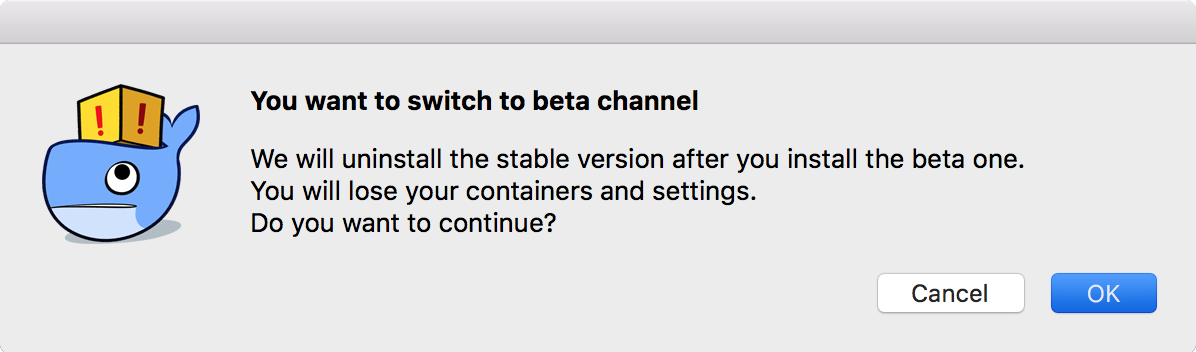 You want to switch to beta channel
We will uninstall the stable version after you install the beta one.
You will lose your containers and settings.
Do you want to continue?
Cancel
OK